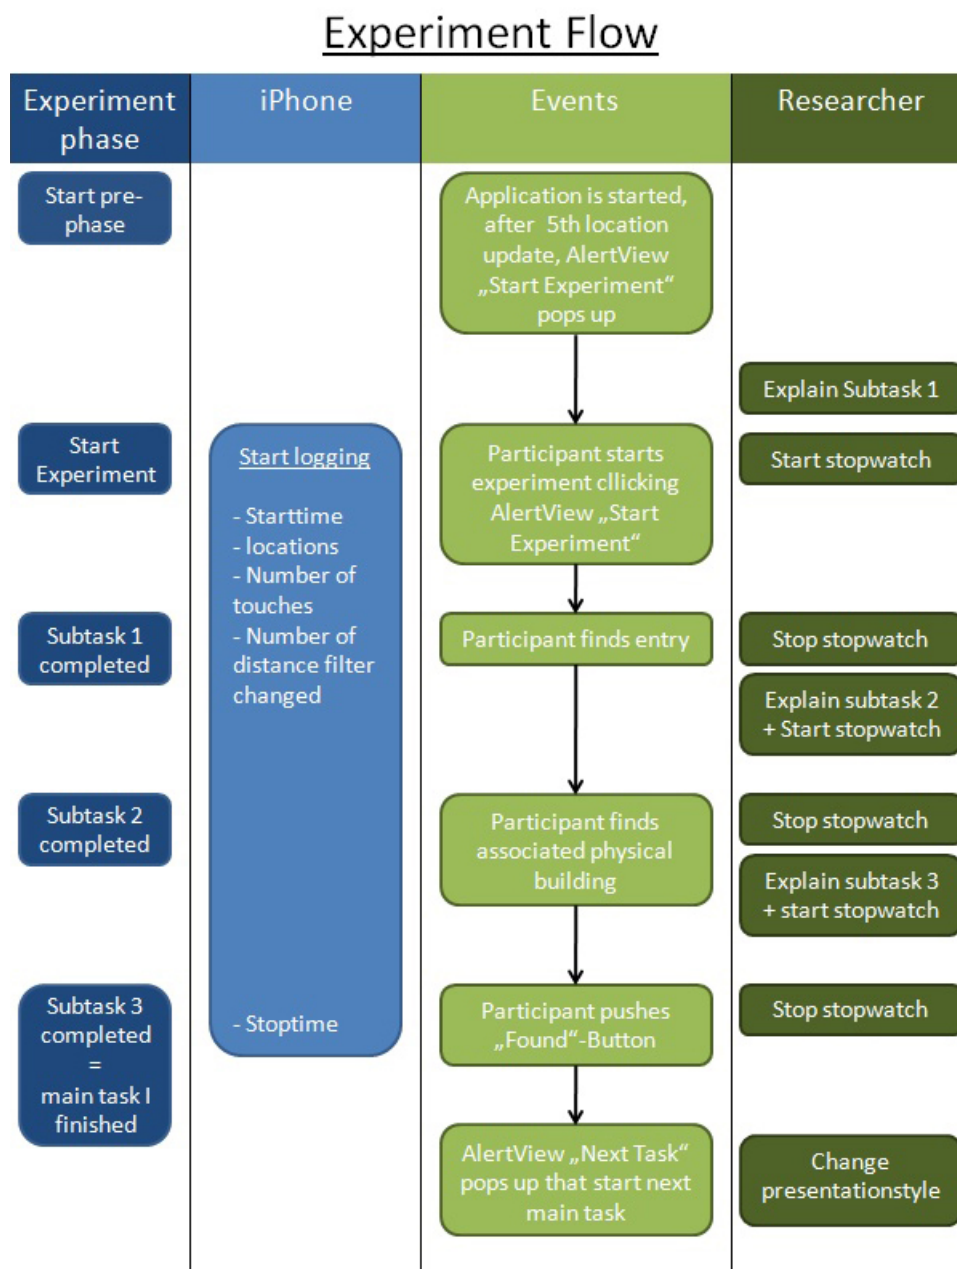 Experiment Flow
Experiment
phase
iPhone
Events
Researcher
Start pre-
phase
Application is started,
after 5th location
update, AlertView
„Start Experiment“
pops up
Explain Subtask 1
Start
Experiment
Start logging
- Starttime
- locations
- Number of
touches
- Number of
distance filter
changed
Participant starts
experiment cllicking
AlertView „Start
Experiment“
Start stopwatch
Subtask 1
completed
Participant finds entry
Stop stopwatch
Explain subtask 2
+ Start stopwatch
Subtask 2
completed
Participant finds
associated physical
building
Stop stopwatch
Explain subtask 3
+ start stopwatch
Subtask 3
completed
=
main task I
finished
- Stoptime
Participant pushes
„Found“-Button
Stop stopwatch
AlertView „Next Task“
pops up that start next
main task
Change
presentationstyle